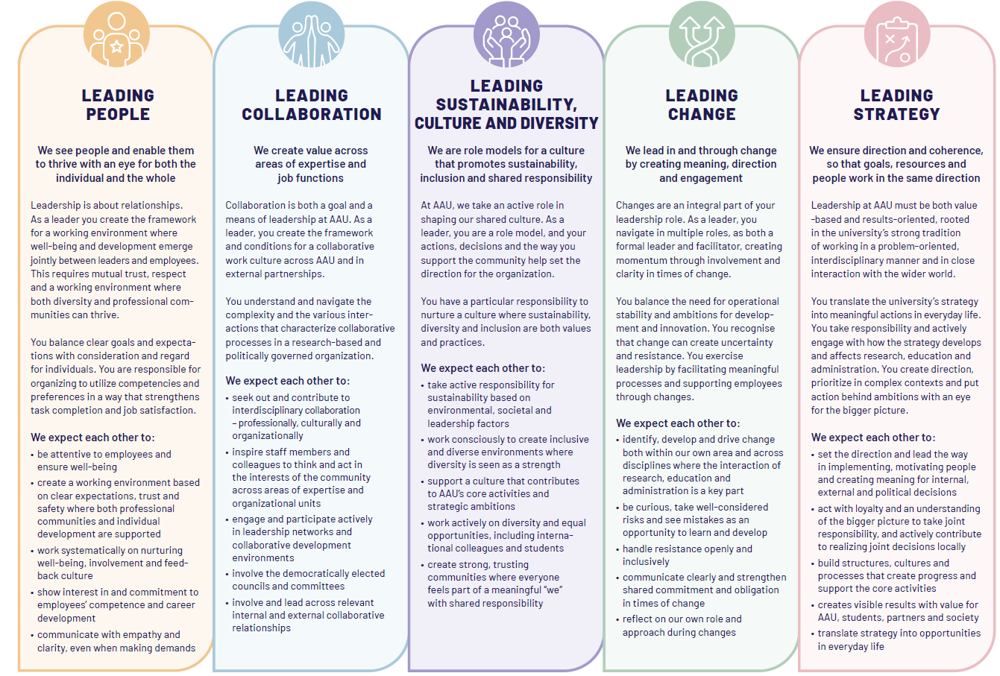 LEADING
PEOPLE
We see people and enable them
to thrive with an eye for both the
individual and the whole
Leadership is about relationships.
As a leader you create the framework
for a working environment where
well-being and development emerge
jointly between leaders and employees.
This requires mutual trust, respect
and a working environment where
both diversity and professional com-
munities can thrive.
You balance clear goals and expecta-
tions with consideration and regard
for individuals. You are responsible for
organizing to utilize competencies and
preferences in a way that strengthens
task completion and job satisfaction.
We expect each other to:
• be attentive to employees and
ensure well-being
• create a working environment based
on clear expectations, trust and
safety where both professional
communities and individual
development are supported
• work systematically on nurturing
well-being, involvement and feed-
back culture
• show interest in and commitment to
employees' competence and career
development
• communicate with empathy and
clarity, even when making demands
LEADING
COLLABORATION
We create value across
areas of expertise and
job functions
Collaboration is both a goal and a
means of leadership at AAU. As a
leader, you create the framework
and conditions for a collaborative
work culture across AAU and in
external partnerships.
You understand and navigate the
complexity and the various inter-
actions that characterize collaborative
processes in a research-based and
politically governed organization.
We expect each other to:
• seek out and contribute to
interdisciplinary collaboration
– professionally, culturally and
organizationally
• inspire staff members and
colleagues to think and act in
the interests of the community
across areas of expertise and
organizational units
• engage and participate actively
in leadership networks and
collaborative development
environments
• involve the democratically elected
councils and committees
• involve and lead across relevant
internal and external collaborative
relationships
LEADING
SUSTAINABILITY,
CULTURE AND DIVERSITY
We are role models for a culture
that promotes sustainability,
inclusion and shared responsibility
At AAU, we take an active role in
shaping our shared culture. As a
leader, you are a role model, and your
actions, decisions and the way you
support the community help set the
direction for the organization.
You have a particular responsibility to
nurture a culture where sustainability,
diversity and inclusion are both values
and practices.
We expect each other to:
• take active responsibility for
sustainability based on
environmental, societal and
leadership factors
• work consciously to create inclusive
and diverse environments where
diversity is seen as a strength
• support a culture that contributes
to AAU's core activities and
strategic ambitions
• work actively on diversity and equal
opportunities, including interna-
tional colleagues and students
• create strong, trusting
communities where everyone
feels part of a meaningful “we”
with shared responsibility
LEADING
CHANGE
We lead in and through change
by creating meaning, direction
and engagement
Changes are an integral part of your
leadership role. As a leader, you
navigate in multiple roles, as both a
formal leader and facilitator, creating
momentum through involvement and
clarity in times of change.
You balance the need for operational
stability and ambitions for develop-
ment and innovation. You recognise
that change can create uncertainty
and resistance. You exercise
leadership by facilitating meaningful
processes and supporting employees
through changes.
We expect each other to:
• identify, develop and drive change
both within our own area and across
disciplines where the interaction of
research, education and
administration is a key part
• be curious, take well-considered
risks and see mistakes as an
opportunity to learn and develop
• handle resistance openly and
inclusively
• communicate clearly and strengthen
shared commitment and obligation
in times of change
• reflect on our own role and
approach during changes
LEADING
STRATEGY
We ensure direction and coherence,
so that goals, resources and
people work in the same direction
Leadership at AAU must be both value
-based and results-oriented, rooted
in the university's strong tradition
of working in a problem-oriented,
interdisciplinary manner and in close
interaction with the wider world.
You translate the university's strategy
into meaningful actions in everyday life.
You take responsibility and actively
engage with how the strategy develops
and affects research, education and
administration. You create direction,
prioritize in complex contexts and put
action behind ambitions with an eye
for the bigger picture.
We expect each other to:
• set the direction and lead the way
in implementing, motivating people
and creating meaning for internal,
external and political decisions
• act with loyalty and an understanding
of the bigger picture to take joint
responsibility, and actively contribute
to realizing joint decisions locally
• build structures, cultures and
processes that create progress and
support the core activities
• creates visible results with value for
AAU, students, partners and society
• translate strategy into opportunities
in everyday life